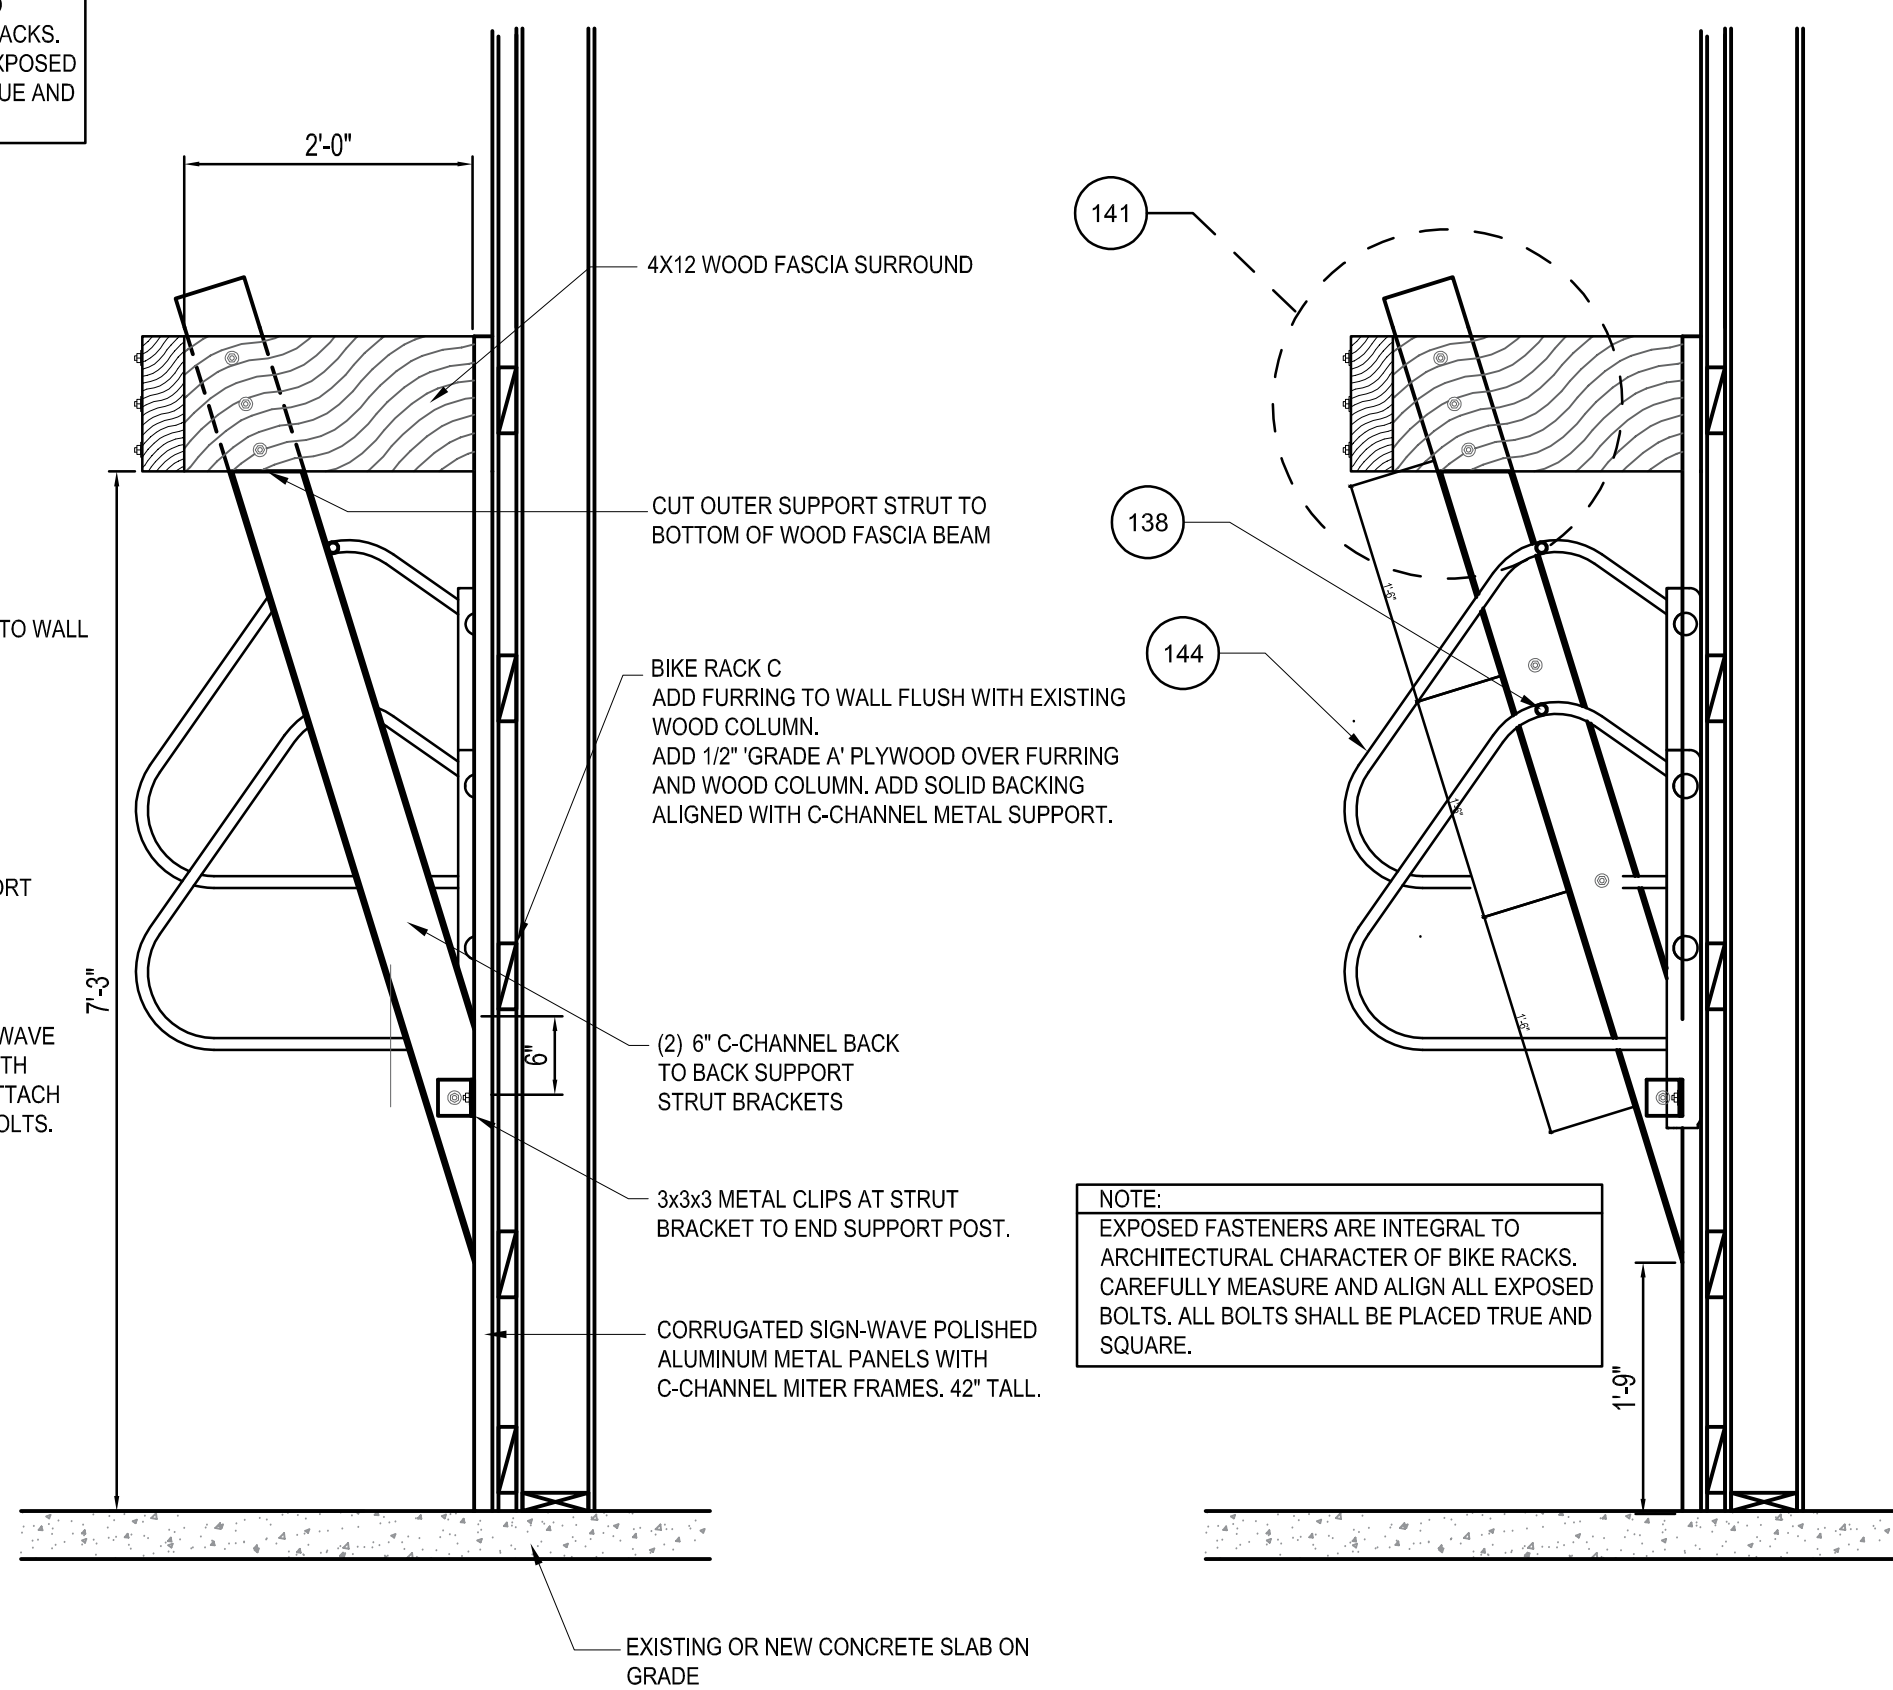 ACKS.
XPOSED
UE AND
2'-0"
4X12 WOOD FASCIA SURROUND
CUT OUTER SUPPORT STRUT TO
BOTTOM OF WOOD FASCIA BEAM
TO WALL
BIKE RACK C
ADD FURRING TO WALL FLUSH WITH EXISTING
WOOD COLUMN.
ADD 1/2" 'GRADE A' PLYWOOD OVER FURRING
AND WOOD COLUMN. ADD SOLID BACKING
ALIGNED WITH C-CHANNEL METAL SUPPORT.
ORT
7'-3"
WAVE
TH
TTACH
OLTS.
6"
(2) 6" C-CHANNEL BACK
TO BACK SUPPORT
STRUT BRACKETS
3x3x3 METAL CLIPS AT STRUT
BRACKET TO END SUPPORT POST.
CORRUGATED SIGN-WAVE POLISHED
ALUMINUM METAL PANELS WITH
C-CHANNEL MITER FRAMES. 42" TALL.
EXISTING OR NEW CONCRETE SLAB ON
GRADE
141
138
144
1'-6"
1'-6"
1'-6"
NOTE:
EXPOSED FASTENERS ARE INTEGRAL TO
ARCHITECTURAL CHARACTER OF BIKE RACKS.
CAREFULLY MEASURE AND ALIGN ALL EXPOSED
BOLTS. ALL BOLTS SHALL BE PLACED TRUE AND
SQUARE.
1'-9"